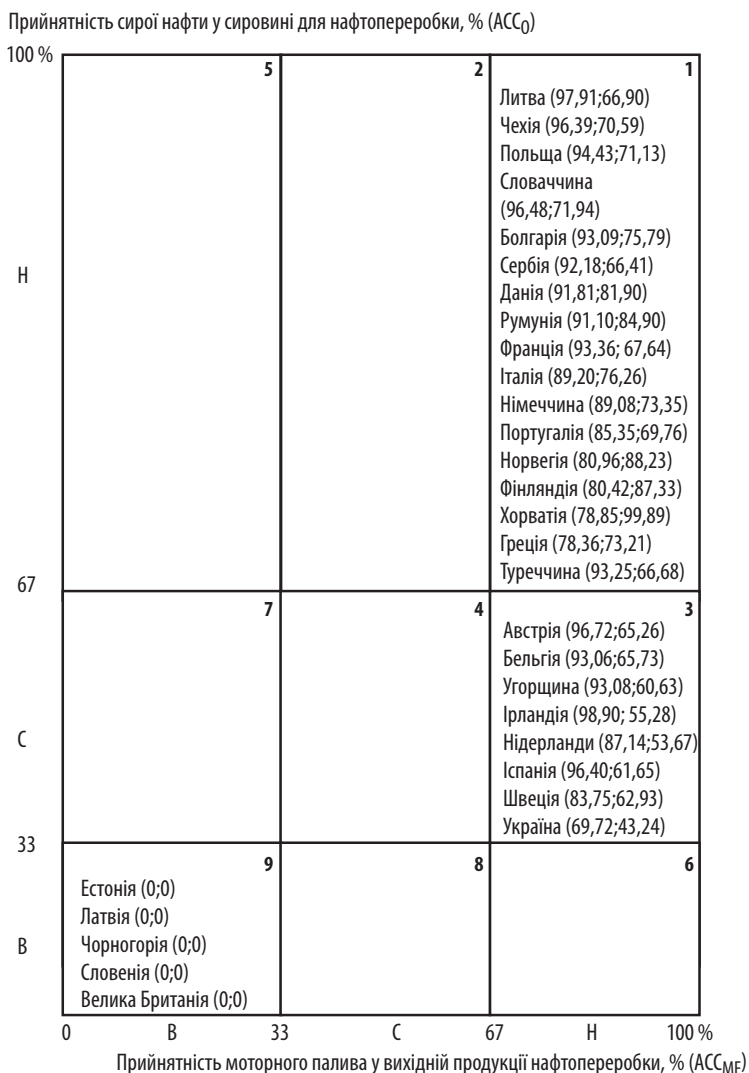 Прийнятність сирої нафти у сировині для нафтопереробки, % (ACC0)
100 %
5
2
1
Литва (97,91;66,90)
Чехія (96,39;70,59)
Польща (94,43;71,13)
Словаччина
(96,48;71,94)
Болгарія (93,09;75,79)
Сербія (92,18;66,41)
Данія (91,81;81,90)
Румунія (91,10;84,90)
Франція (93,36; 67,64)
Італія (89,20;76,26)
Німеччина (89,08;73,35)
Португалія (85,35;69,76)
Норвегія (80,96;88,23)
Фінляндія (80,42;87,33)
Хорватія (78,85;99,89)
Греція (78,36;73,21)
Туреччина (93,25;66,68)
Н
67
7
4
3
Австрія (96,72;65,26)
Бельгія (93,06;65,73)
Угорщина (93,08;60,63)
Ірландія (98,90; 55,28)
Нідерланди (87,14;53,67)
Іспанія (96,40;61,65)
Швеція (83,75;62,93)
Україна (69,72;43,24)
С
33
9
8
6
Естонія (0;0)
Латвія (0;0)
Чорногорія (0;0)
Словенія (0;0)
Велика Британія (0;0)
В
0 В 33 С 67 Н 100 %
Прийнятність моторного палива у вихідній продукції нафтопереробки, % (ACCMF)